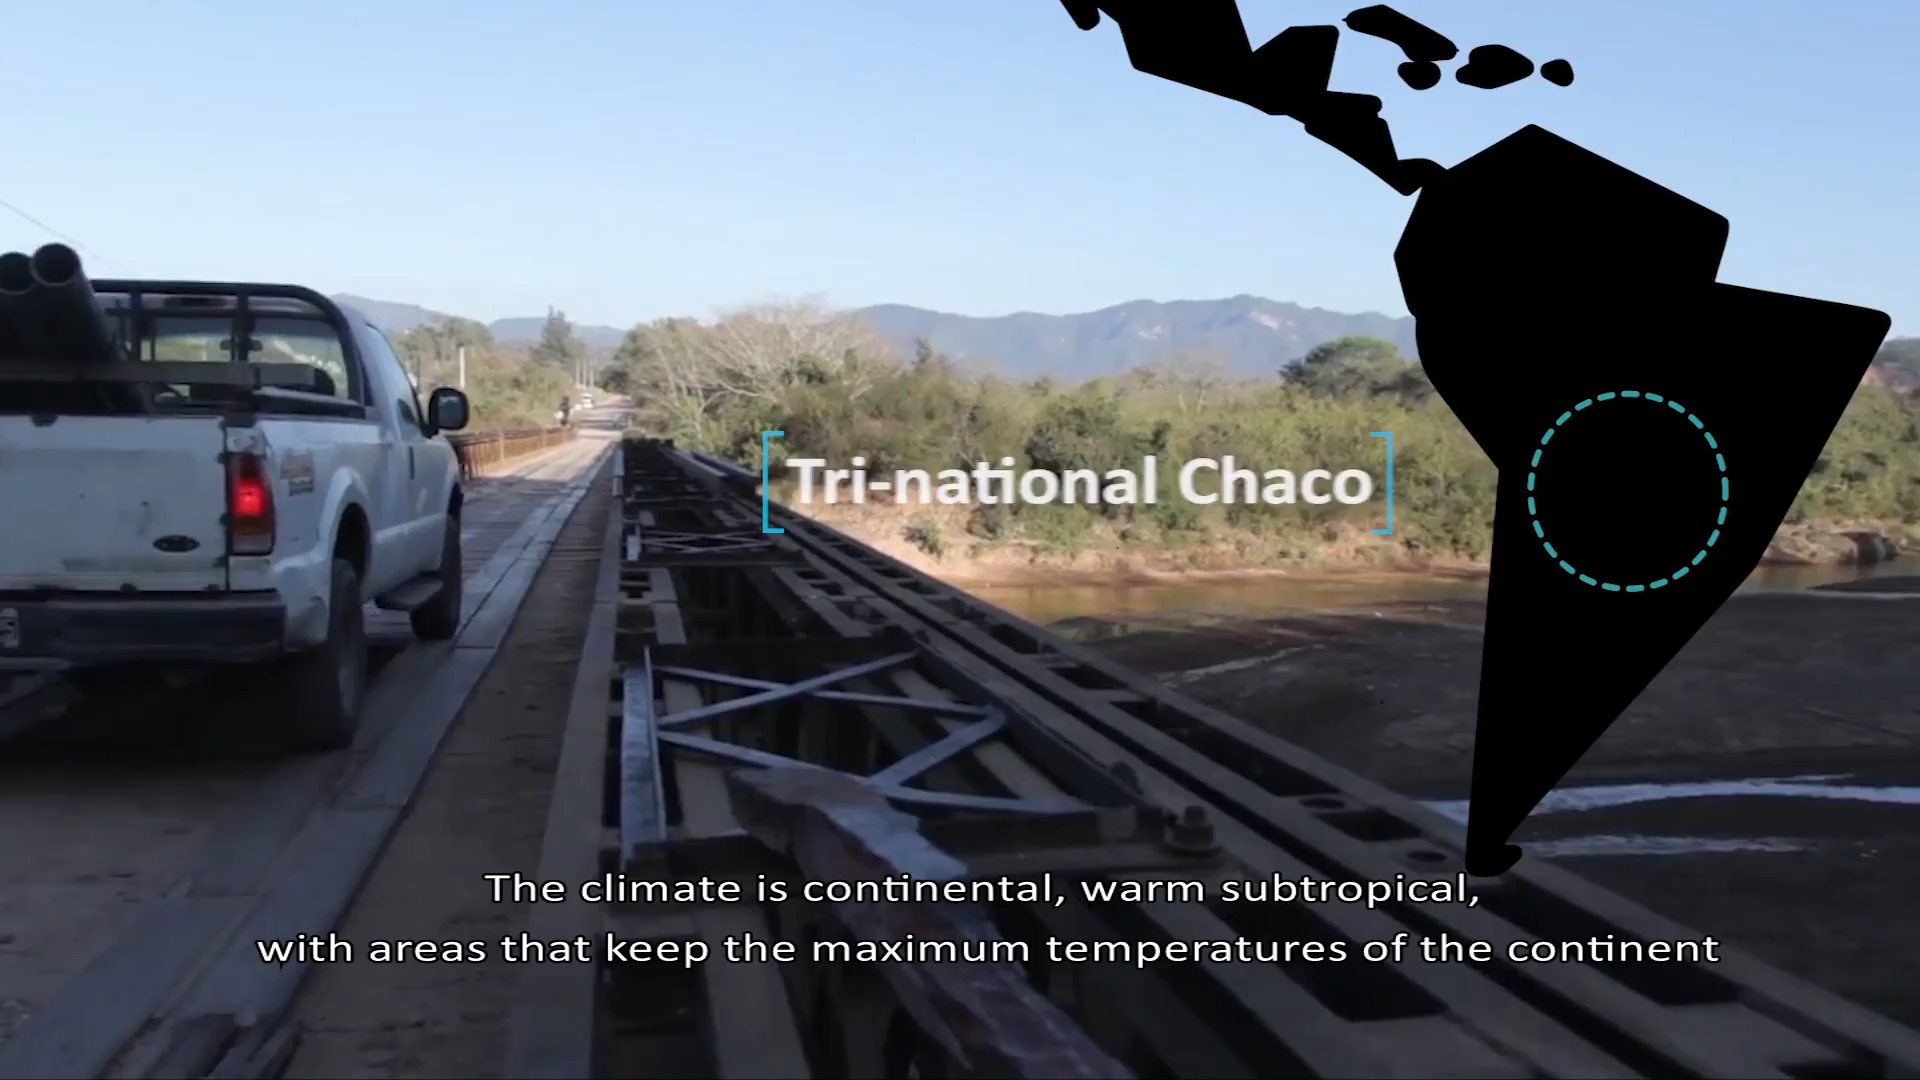 Tri-national Chaco
The climate is continental, warm subtropical,
with areas that keep the maximum temperatures of the continent